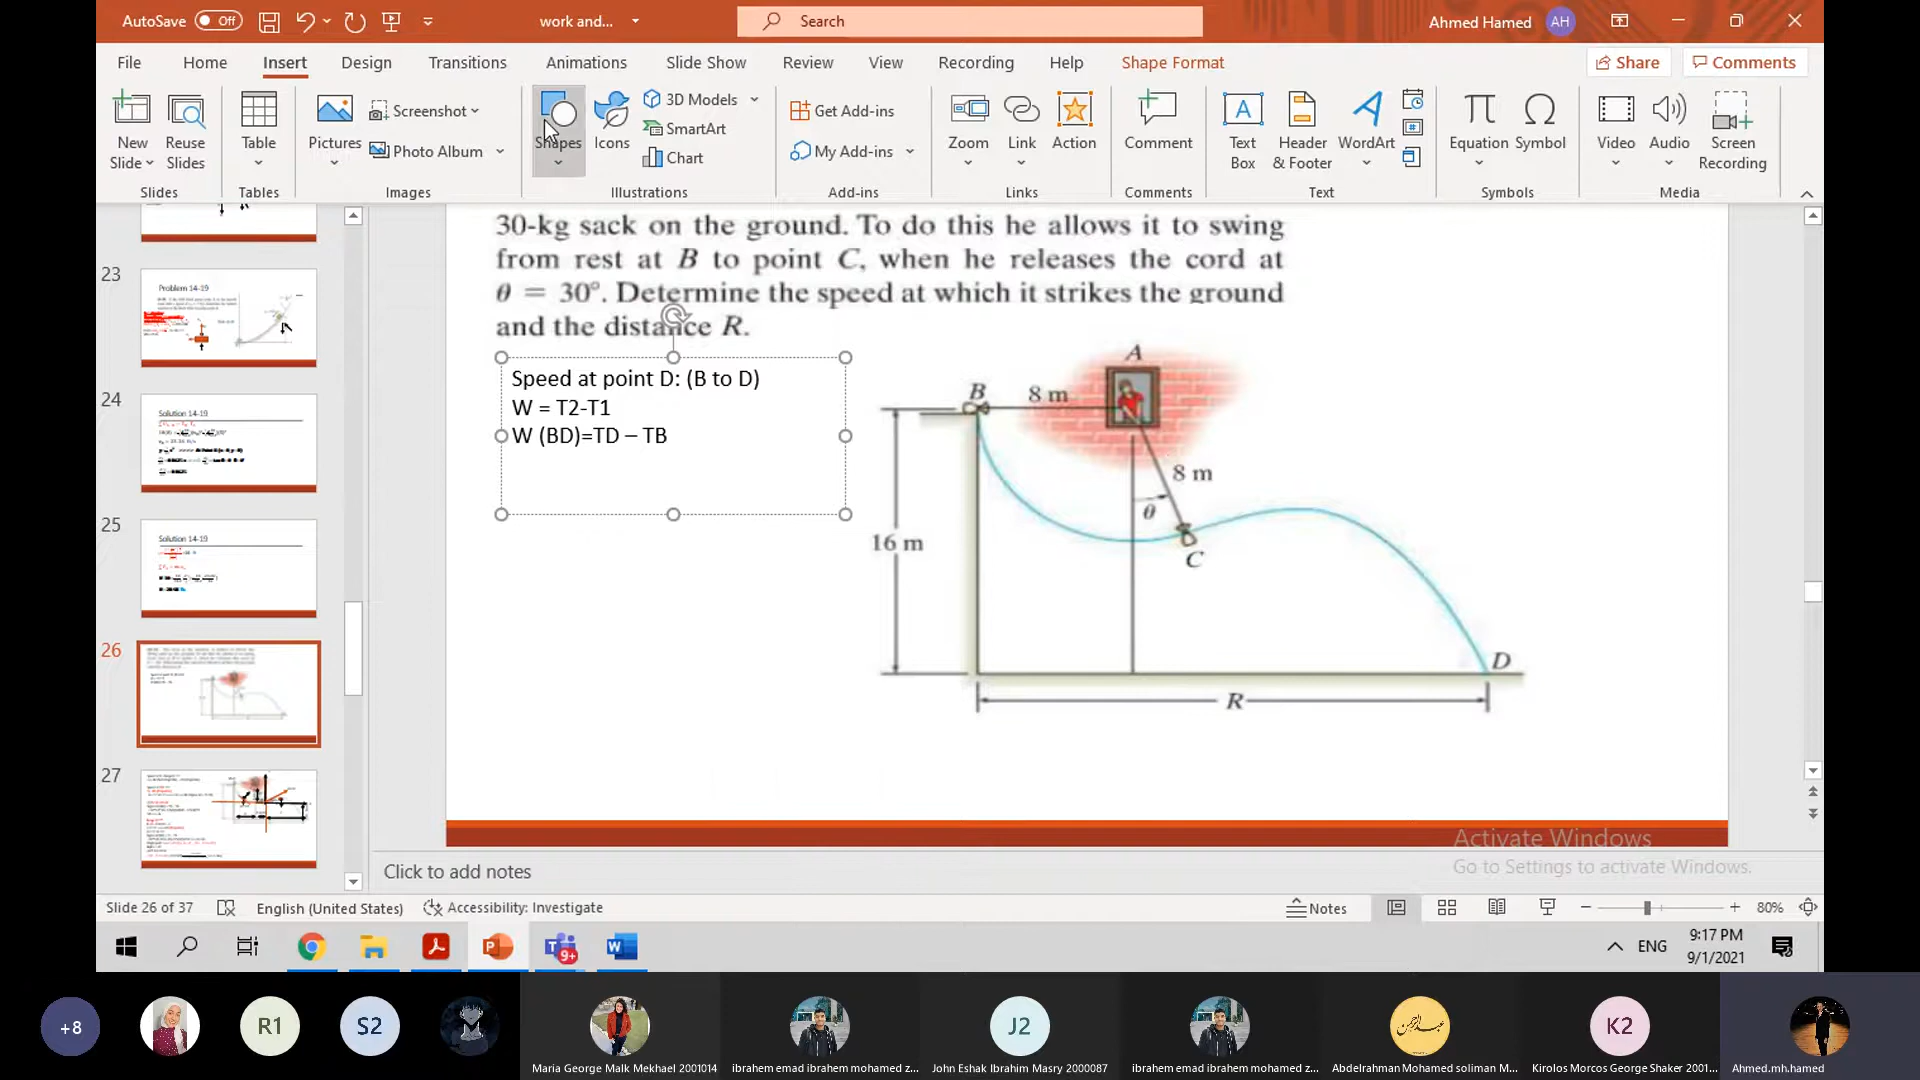 AutoSave Off
work and...
Search
Ahmed Hamed AH
File Home Insert Design Transitions Animations Slide Show Review View Recording Help Shape Format
Share Comments
New Slide
Reuse Slides
Table
Pictures
Screenshot
Photo Album
Shapes
Icons
3D Models
SmartArt
Chart
Get Add-ins
My Add-ins
Zoom
Link
Action
Comment
Text Box
Header & Footer
WordArt
Equation
Symbol
Video
Audio
Screen Recording
Slides Tables Images Illustrations Add-ins Links Comments Text Symbols Media
23
Problem 14-19
24
Solution 14-19
25
Solution 14-19
26
27
30-kg sack on the ground. To do this he allows it to swing
from rest at B to point C, when he releases the cord at
θ = 30°. Determine the speed at which it strikes the ground
and the distance R.
Speed at point D: (B to D)
W = T2-T1
W (BD)=TD – TB
A
B
8 m
8 m
θ
C
16 m
D
R
Activate Windows
Go to Settings to activate Windows.
Click to add notes
Slide 26 of 37
English (United States)
Accessibility: Investigate
Notes
80%
9+
ENG
9:17 PM
9/1/2021
+8
R1
S2
J2
عبدالرحمن
K2
Maria George Malk Mekhael 2001014
ibrahem emad ibrahem mohamed z...
John Eshak Ibrahim Masry 2000087
ibrahem emad ibrahem mohamed z...
Abdelrahman Mohamed soliman M...
Kirolos Morcos George Shaker 2001...
Ahmed.mh.hamed